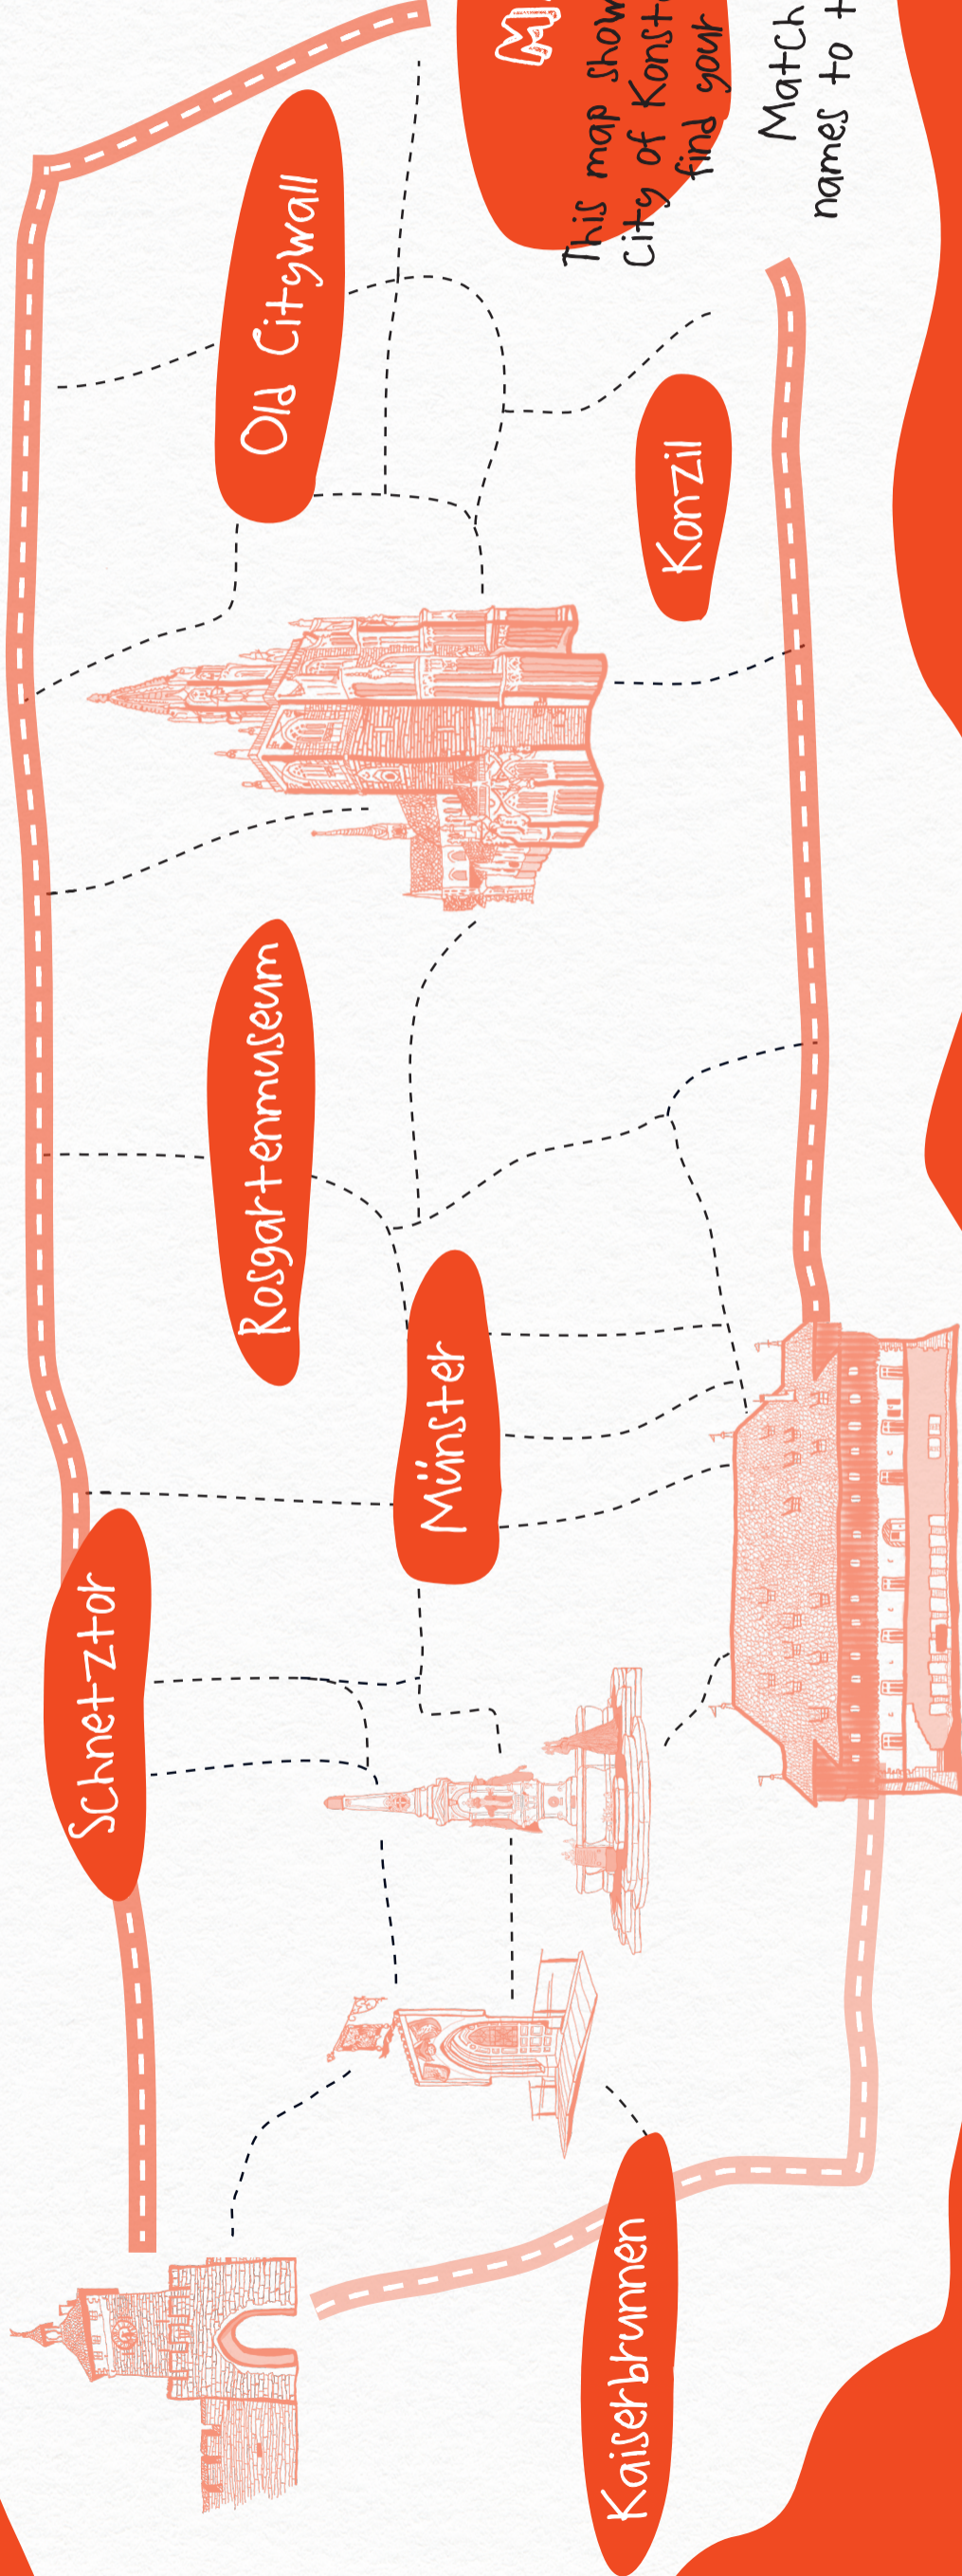 Schnetztor
Rosgartenmuseum
Old Citywall
Münster
Kaiserbrunnen
Konzil
This map show
City of Konst
find your
Match
names to t